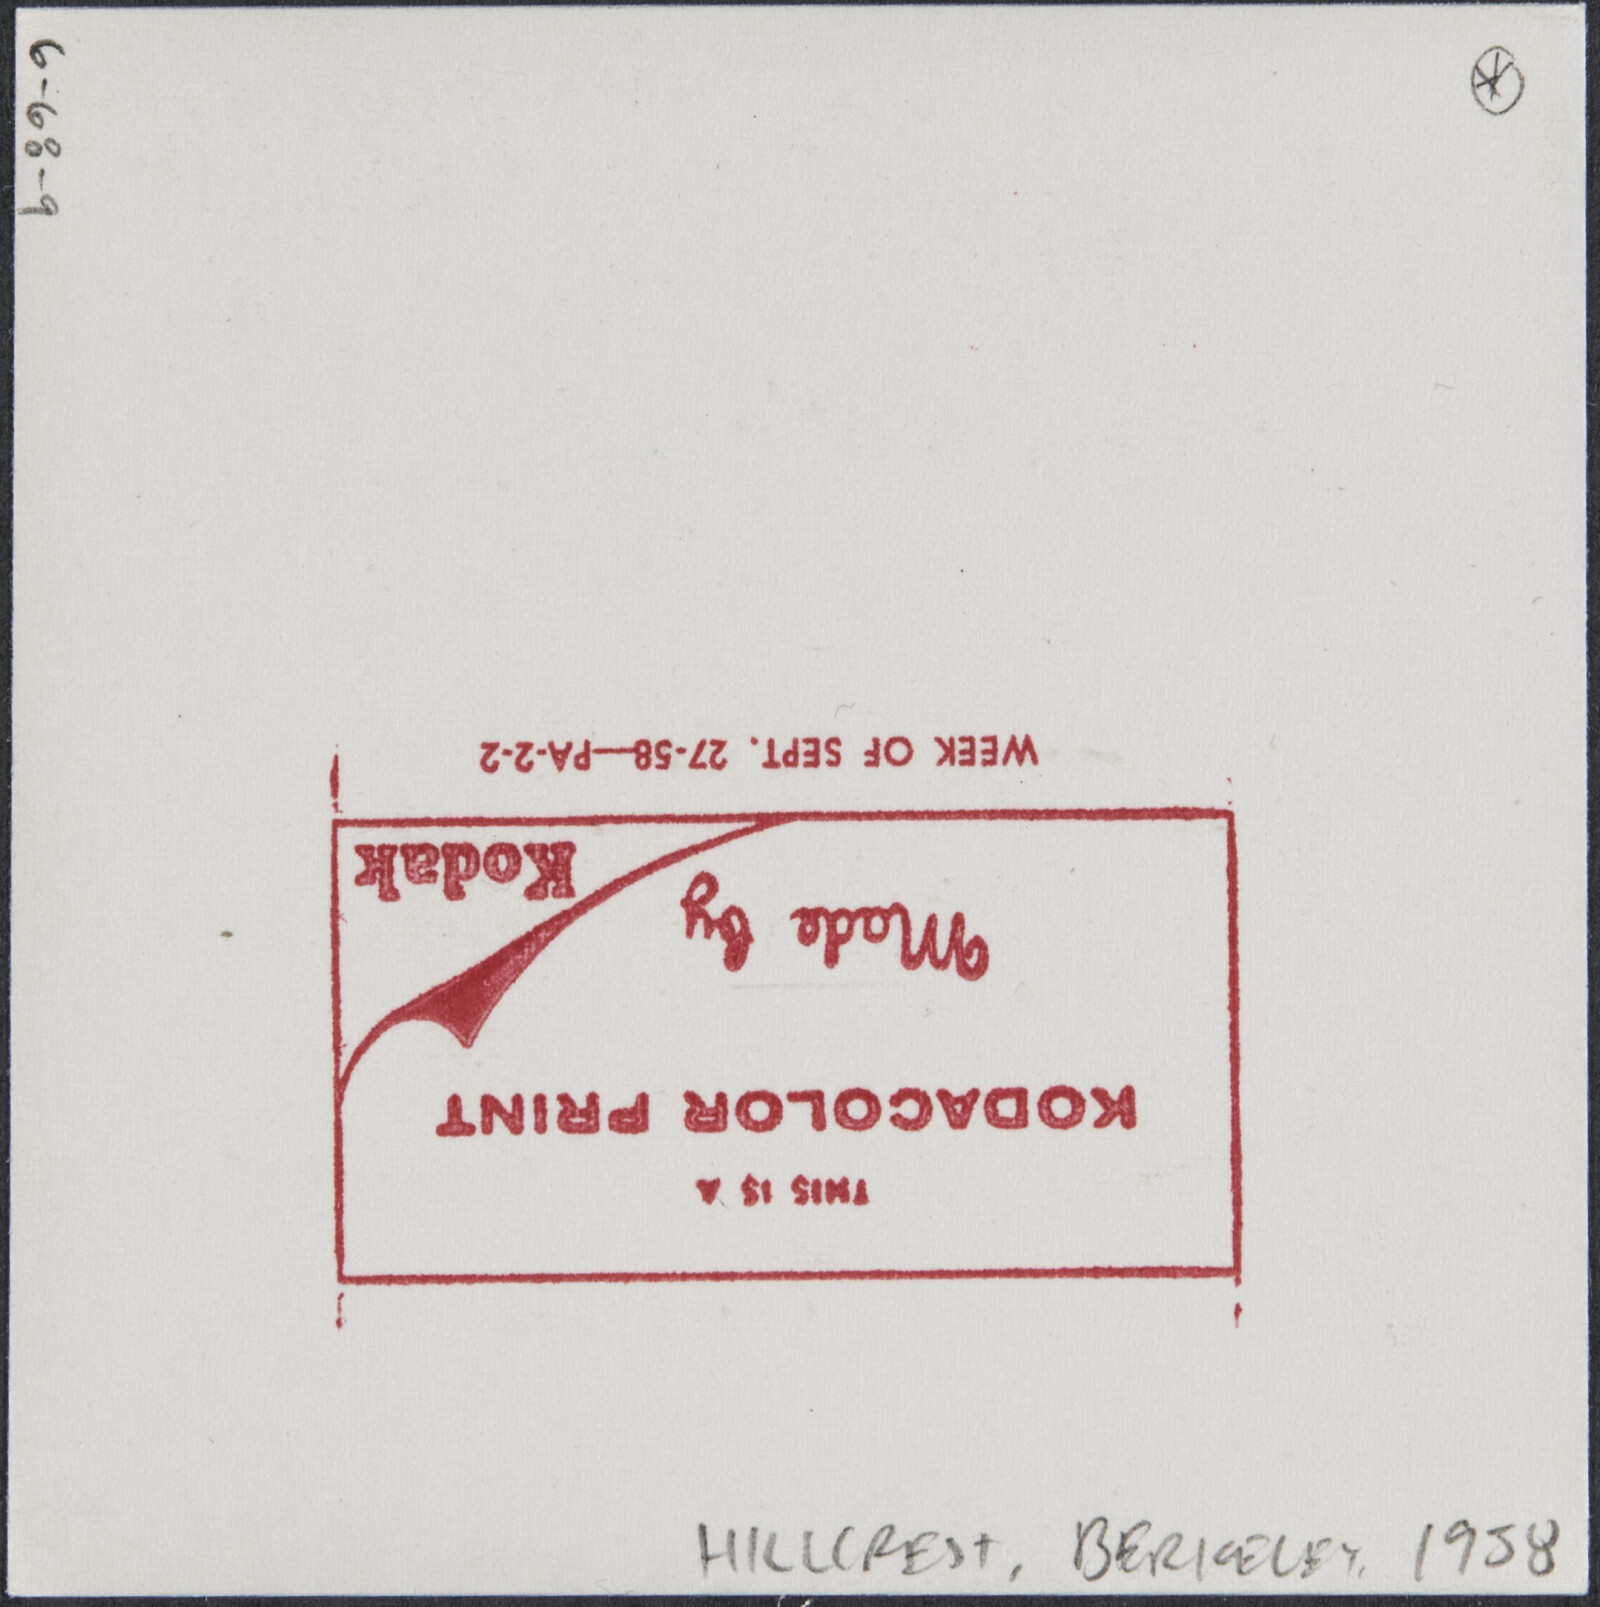 6-68-9
WEEK OF SEPT. 27-58—PA-2-2
THIS IS A
KODACOLOR PRINT
Made by
Kodak
HILLCREST, BERKELEY, 1958